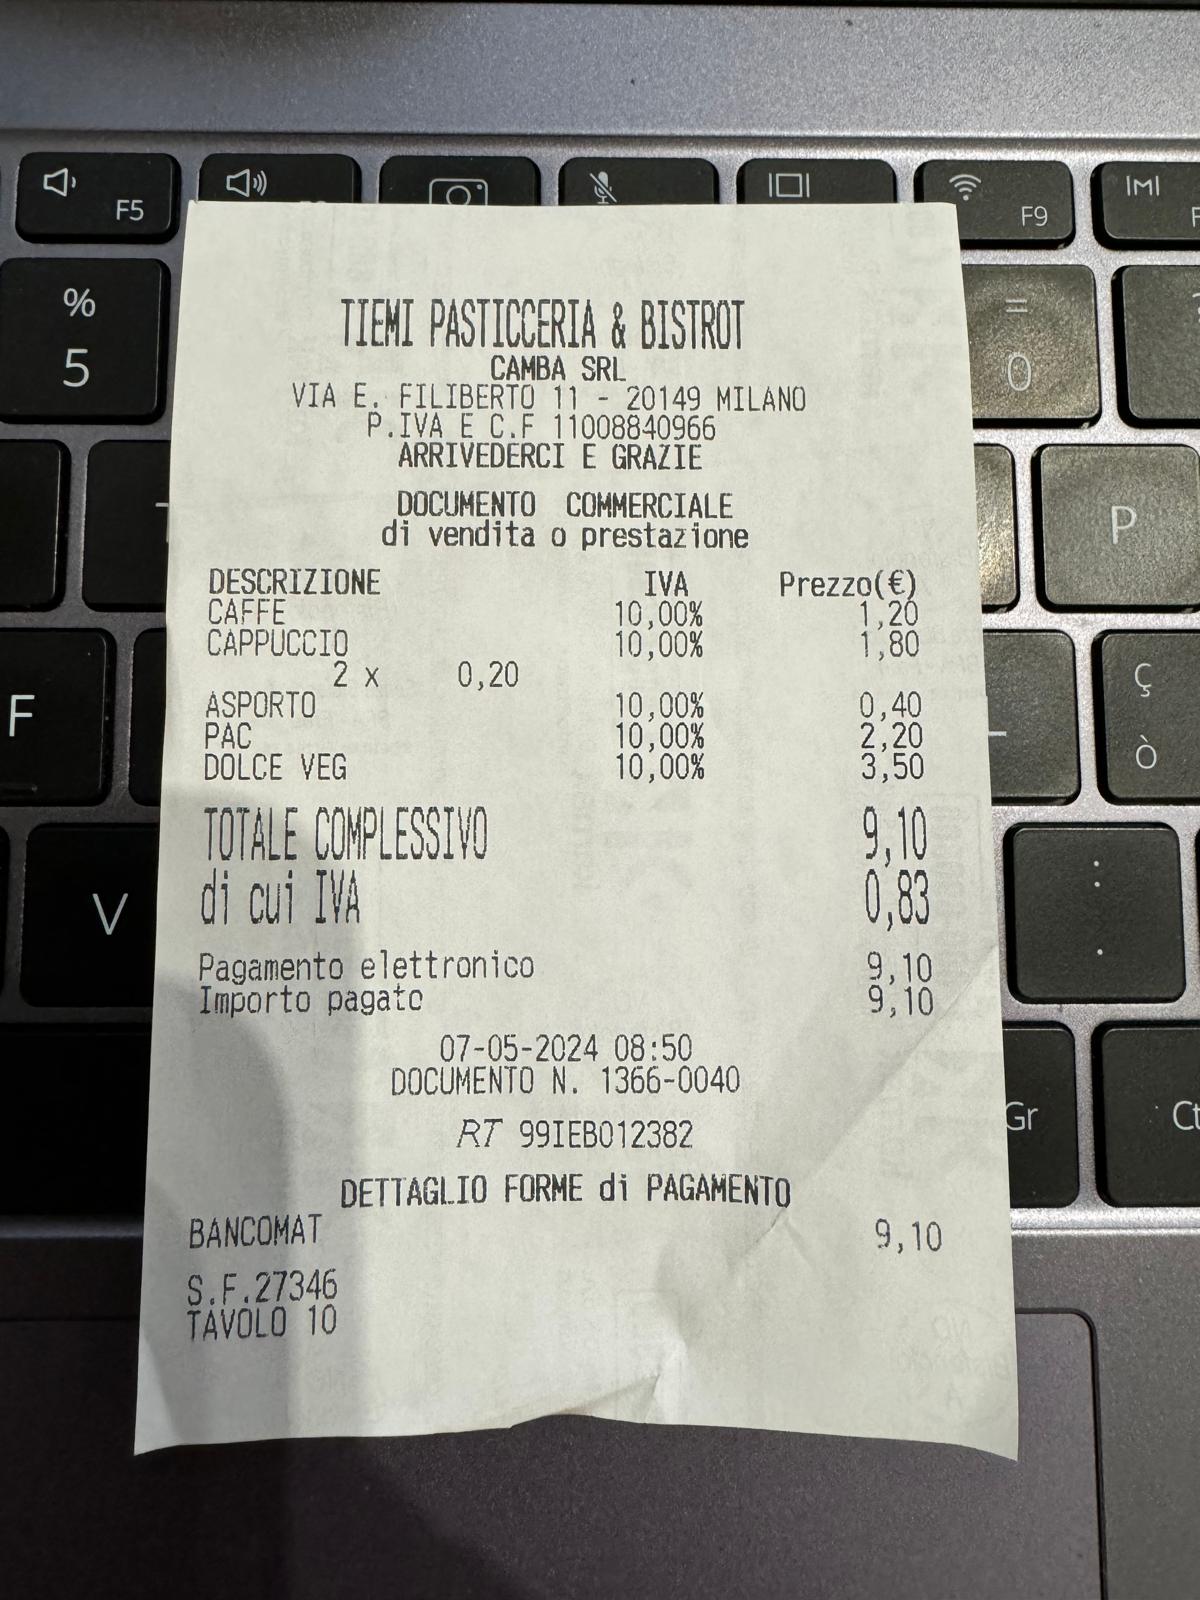 F5
F9
%
5
=
0
P
F
Ç
Ò
V
:
.
Gr
Ct
TIEMI PASTICCERIA & BISTROT
CAMBA SRL
VIA E. FILIBERTO 11 - 20149 MILANO
P.IVA E C.F 11008840966
ARRIVEDERCI E GRAZIE
DOCUMENTO COMMERCIALE
di vendita o prestazione
DESCRIZIONE IVA Prezzo(€)
CAFFE 10,00% 1,20
CAPPUCCIO 10,00% 1,80
2 x 0,20
ASPORTO 10,00% 0,40
PAC 10,00% 2,20
DOLCE VEG 10,00% 3,50
TOTALE COMPLESSIVO 9,10
di cui IVA 0,83
Pagamento elettronico 9,10
Importo pagato 9,10
07-05-2024 08:50
DOCUMENTO N. 1366-0040
RT 99IEB012382
DETTAGLIO FORME di PAGAMENTO
BANCOMAT 9,10
S.F.27346
TAVOLO 10